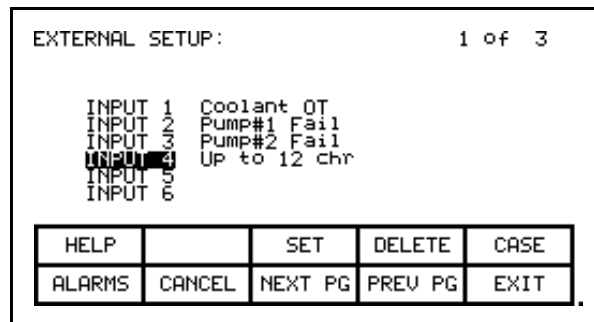 EXTERNAL SETUP: 1 of 3
INPUT 1 Coolant OT
INPUT 2 Pump#1 Fail
INPUT 3 Pump#2 Fail
INPUT 4 Up to 12 chr
INPUT 5
INPUT 6
HELP SET DELETE CASE
ALARMS CANCEL NEXT PG PREV PG EXIT
.